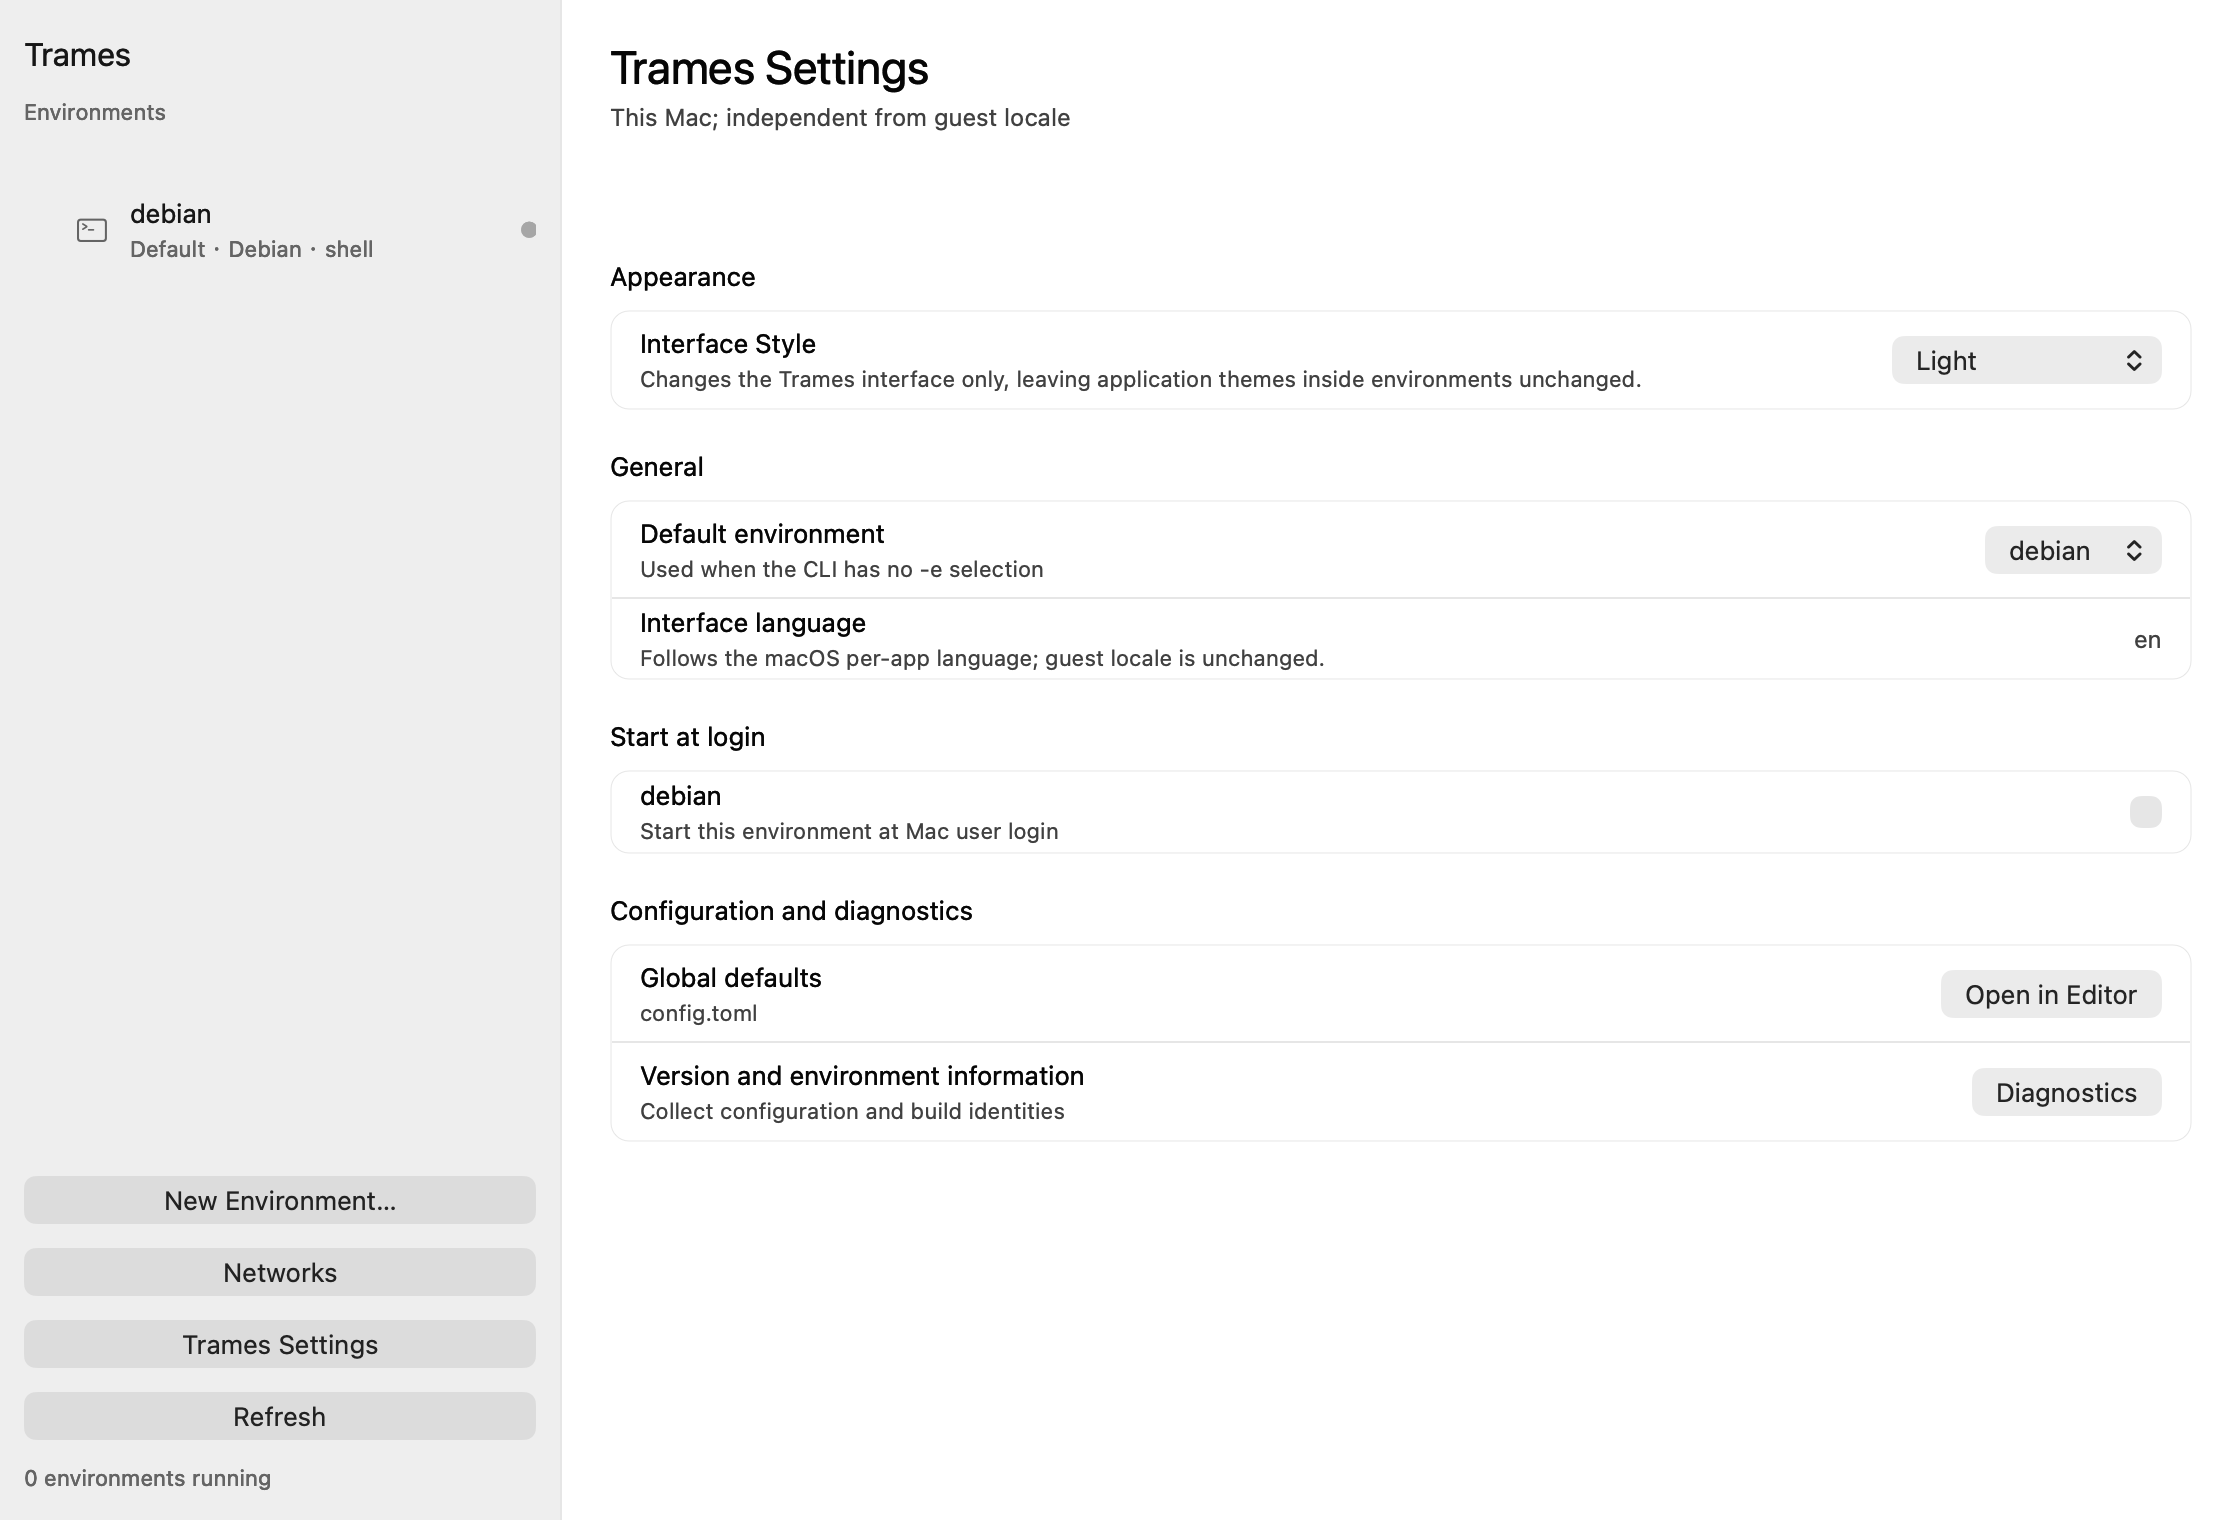 Trames
Environments
debian
Default · Debian · shell
New Environment...
Networks
Trames Settings
Refresh
0 environments running
Trames Settings
This Mac; independent from guest locale
Appearance
Interface Style
Changes the Trames interface only, leaving application themes inside environments unchanged.
Light
General
Default environment
Used when the CLI has no -e selection
debian
Interface language
Follows the macOS per-app language; guest locale is unchanged.
en
Start at login
debian
Start this environment at Mac user login
Configuration and diagnostics
Global defaults
config.toml
Open in Editor
Version and environment information
Collect configuration and build identities
Diagnostics